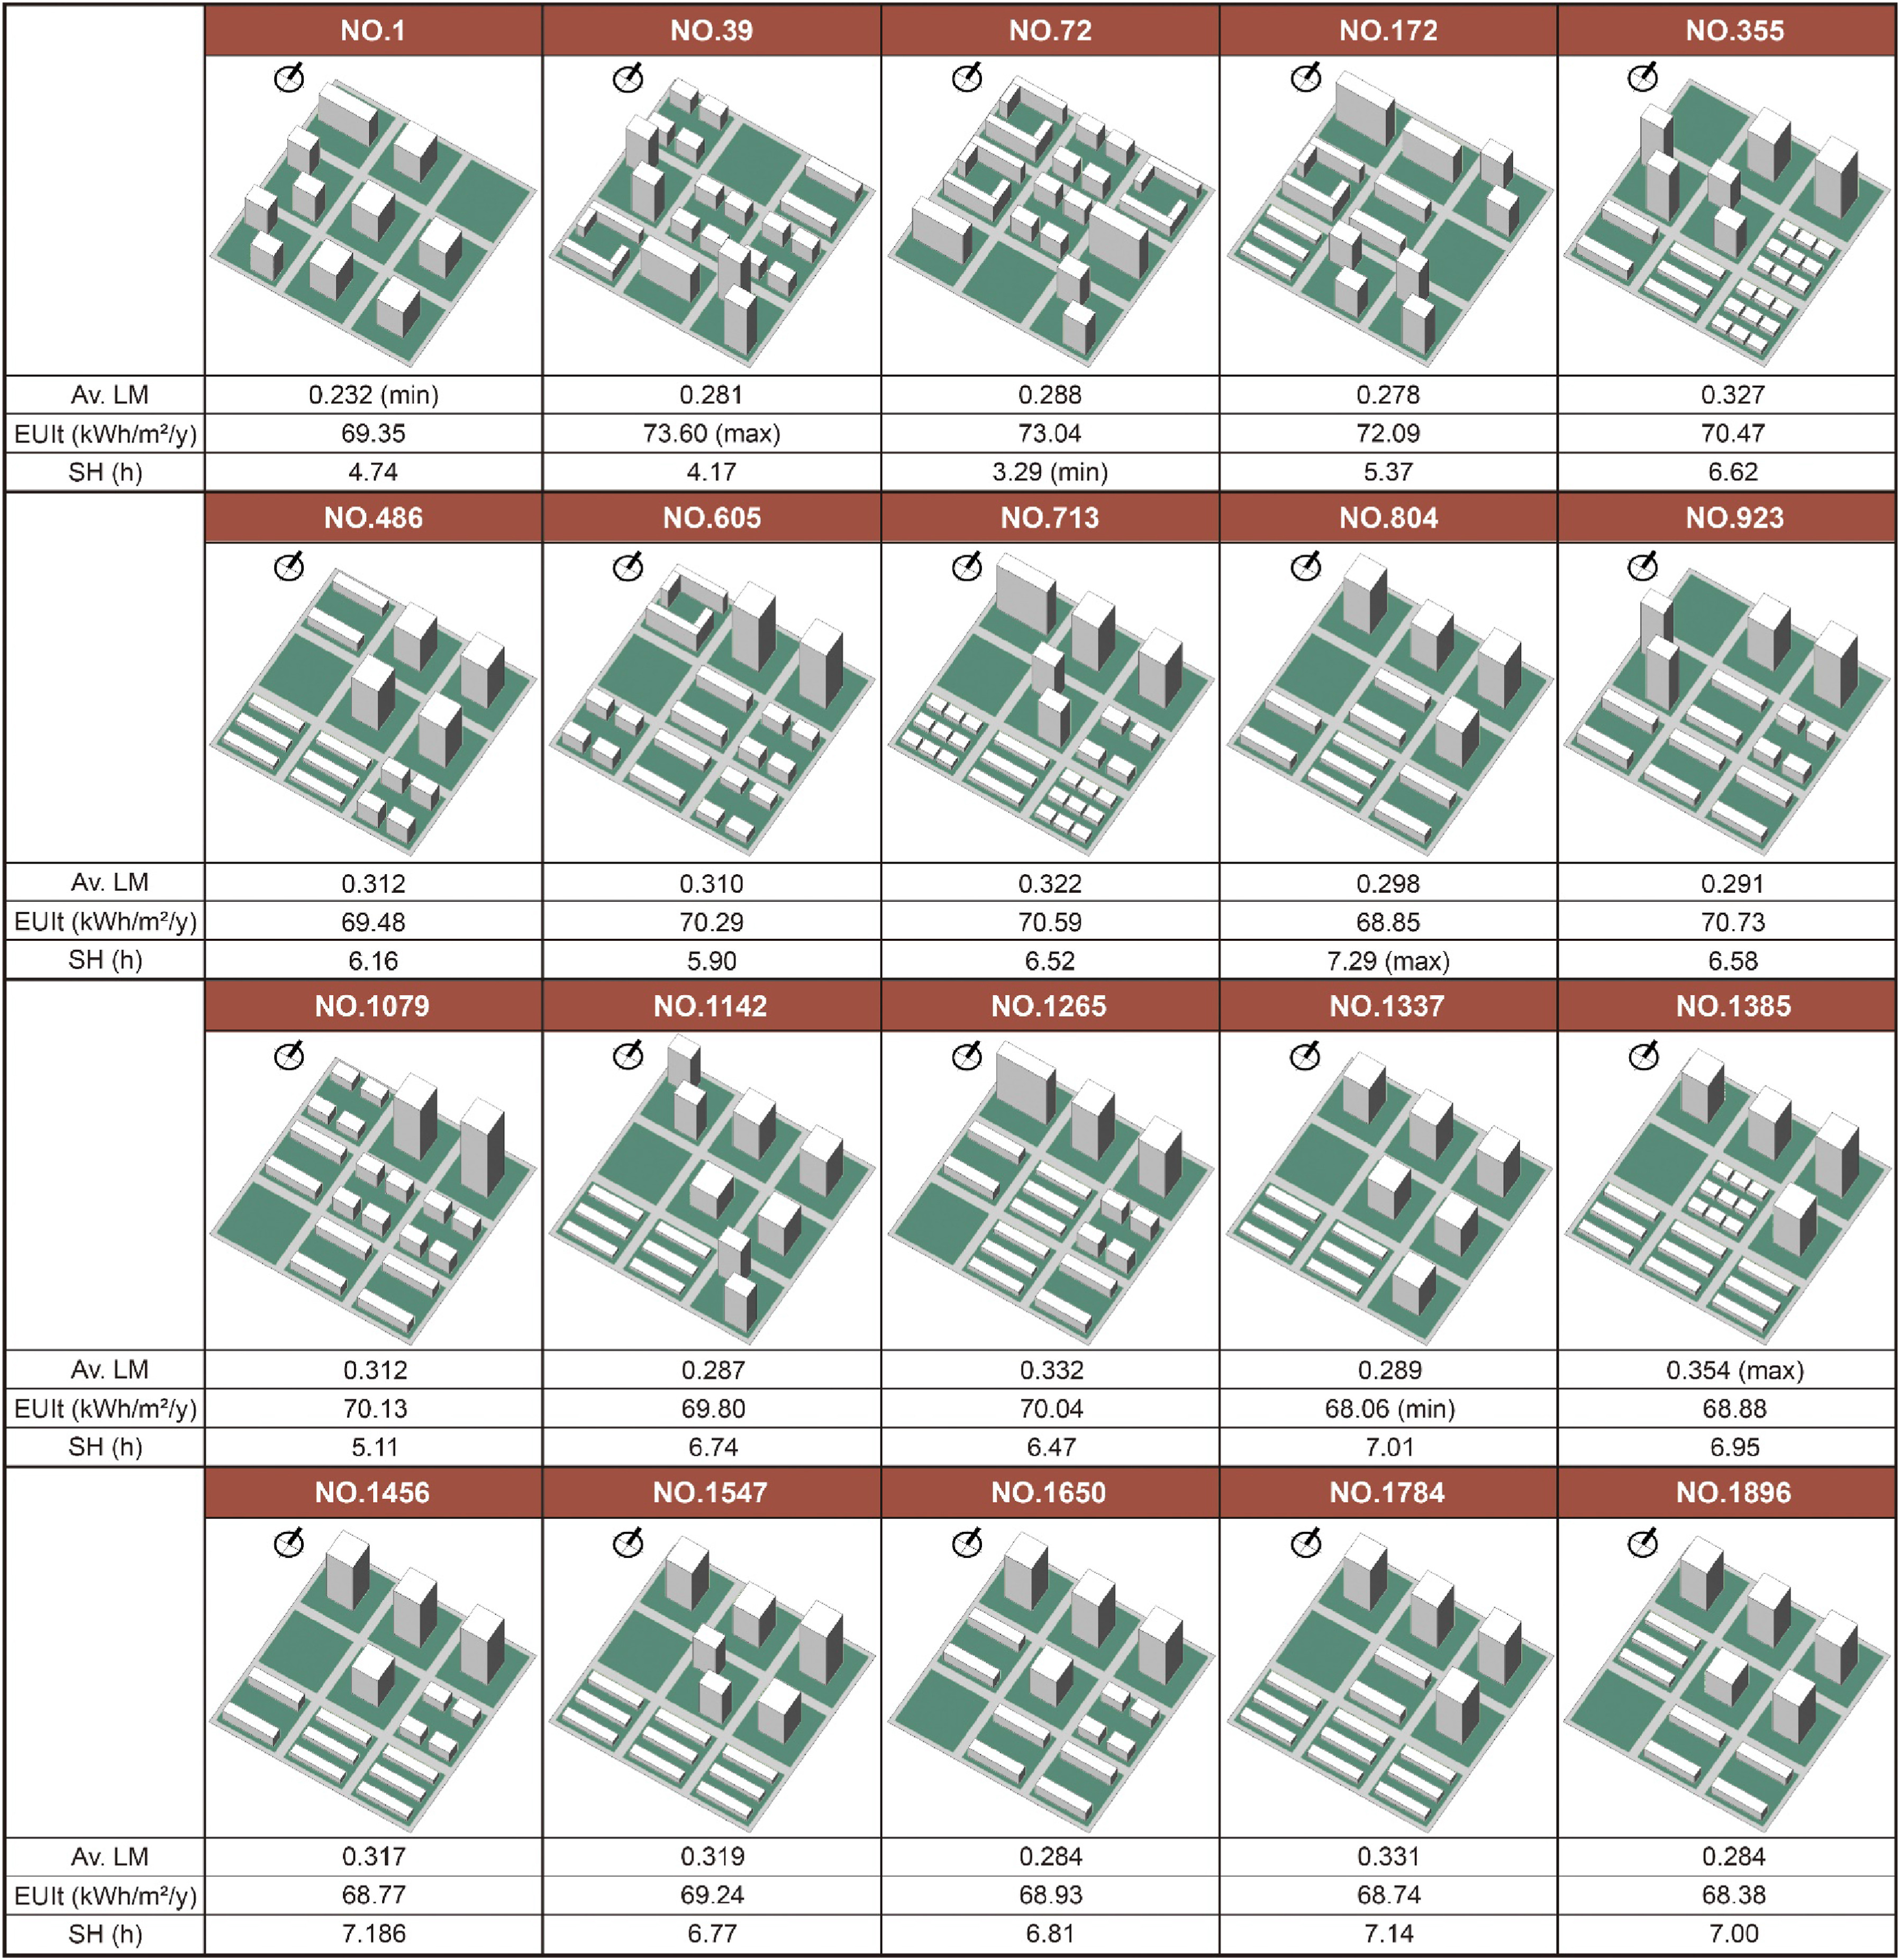 NO.1 NO.39 NO.72 NO.172 NO.355
Av. LM 0.232 (min) 0.281 0.288 0.278 0.327
EUIt (kWh/m²/y) 69.35 73.60 (max) 73.04 72.09 70.47
SH (h) 4.74 4.17 3.29 (min) 5.37 6.62
NO.486 NO.605 NO.713 NO.804 NO.923
Av. LM 0.312 0.310 0.322 0.298 0.291
EUIt (kWh/m²/y) 69.48 70.29 70.59 68.85 70.73
SH (h) 6.16 5.90 6.52 7.29 (max) 6.58
NO.1079 NO.1142 NO.1265 NO.1337 NO.1385
Av. LM 0.312 0.287 0.332 0.289 0.354 (max)
EUIt (kWh/m²/y) 70.13 69.80 70.04 68.06 (min) 68.88
SH (h) 5.11 6.74 6.47 7.01 6.95
NO.1456 NO.1547 NO.1650 NO.1784 NO.1896
Av. LM 0.317 0.319 0.284 0.331 0.284
EUIt (kWh/m²/y) 68.77 69.24 68.93 68.74 68.38
SH (h) 7.186 6.77 6.81 7.14 7.00